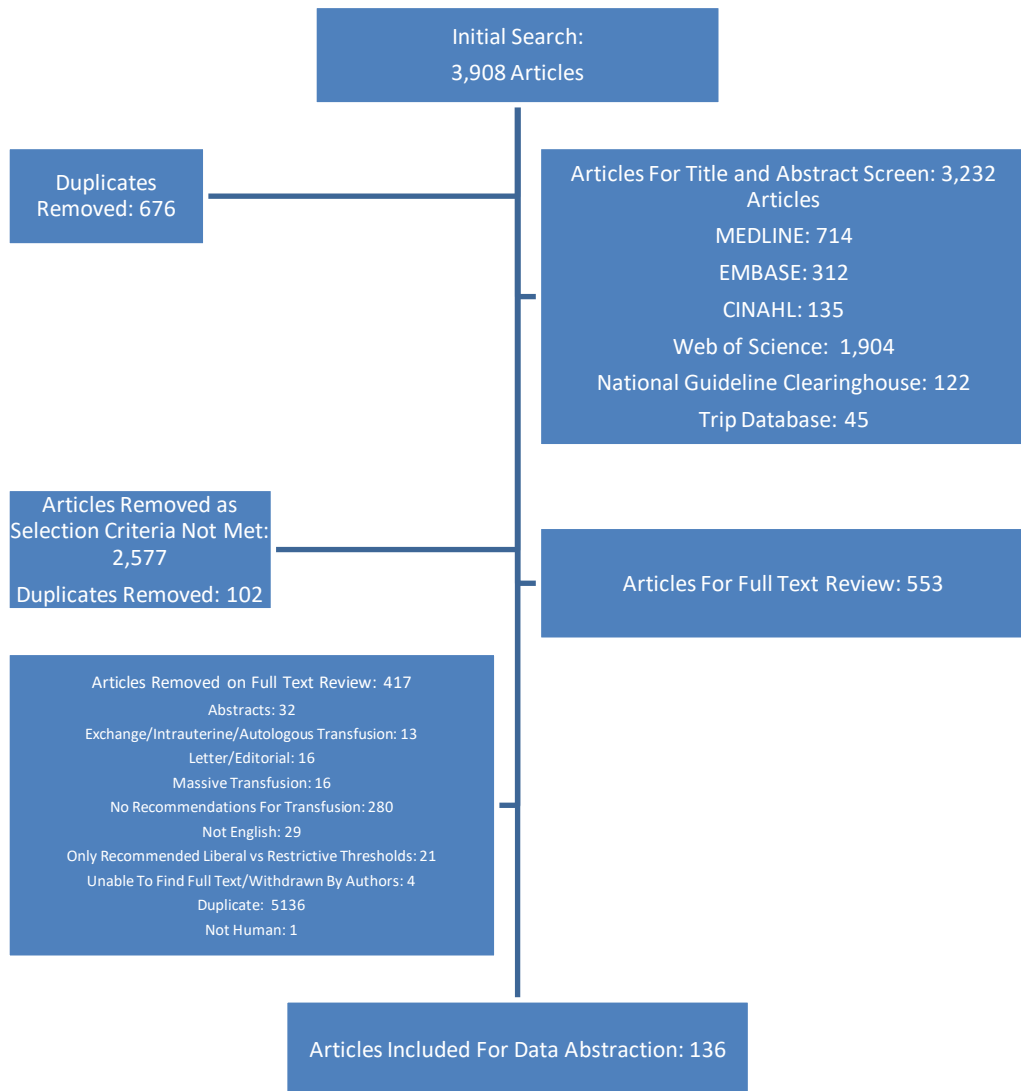 Initial Search:
3,908 Articles
Duplicates
Removed: 676
Articles For Title and Abstract Screen: 3,232
Articles
MEDLINE: 714
EMBASE: 312
CINAHL: 135
Web of Science: 1,904
National Guideline Clearinghouse: 122
Trip Database: 45
Articles Removed as
Selection Criteria Not Met:
2,577
Duplicates Removed: 102
Articles For Full Text Review: 553
Articles Removed on Full Text Review: 417
Abstracts: 32
Exchange/Intrauterine/Autologous Transfusion: 13
Letter/Editorial: 16
Massive Transfusion: 16
No Recommendations For Transfusion: 280
Not English: 29
Only Recommended Liberal vs Restrictive Thresholds: 21
Unable To Find Full Text/Withdrawn By Authors: 4
Duplicate: 5136
Not Human: 1
Articles Included For Data Abstraction: 136